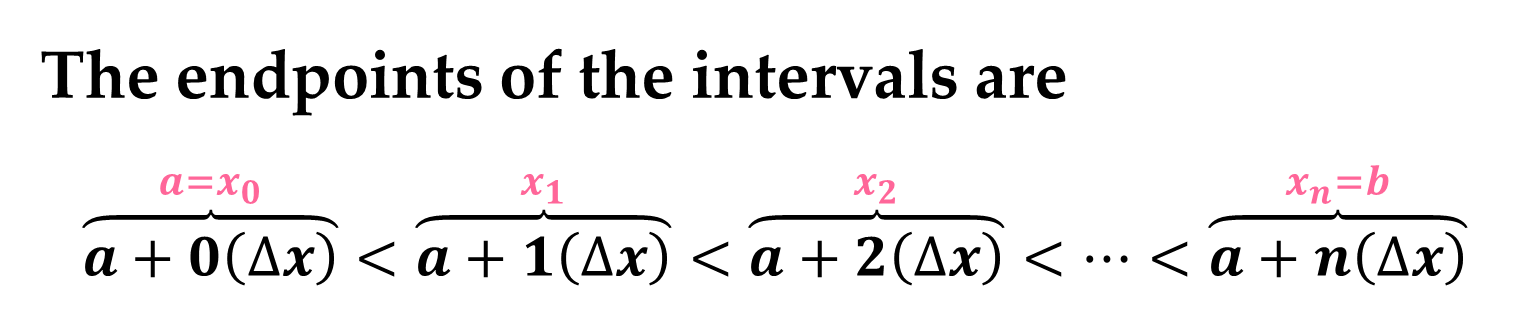 The endpoints of the intervals are
a=x₀ x₁ x₂ xₙ=b
a + 0(Δx) < a + 1(Δx) < a + 2(Δx) < ⋯ < a + n(Δx)